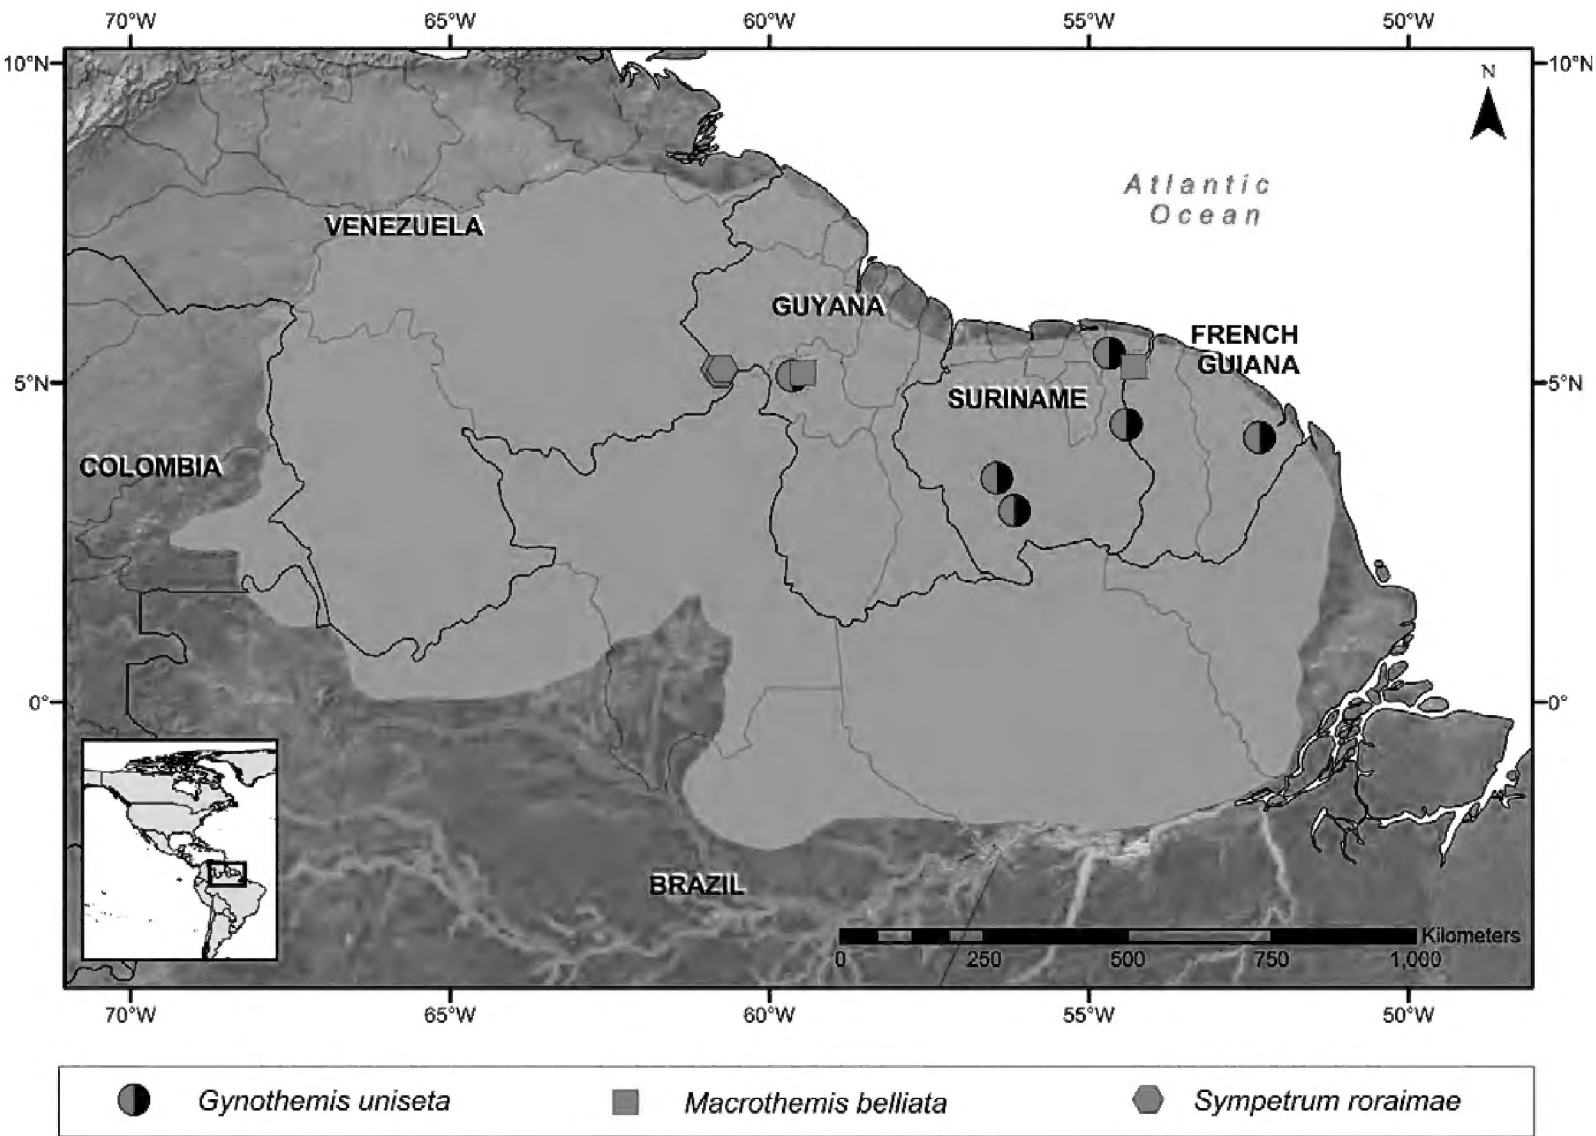 70°W 65°W 60°W 55°W 50°W
10°N 10°N
N
Atlantic
Ocean
VENEZUELA
GUYANA
FRENCH
GUIANA
5°N 5°N
SURINAME
COLOMBIA
0° 0°
BRAZIL
Kilometers
0 250 500 750 1,000
70°W 65°W 60°W 55°W 50°W
Gynothemis uniseta Macrothemis belliata Sympetrum roraimae